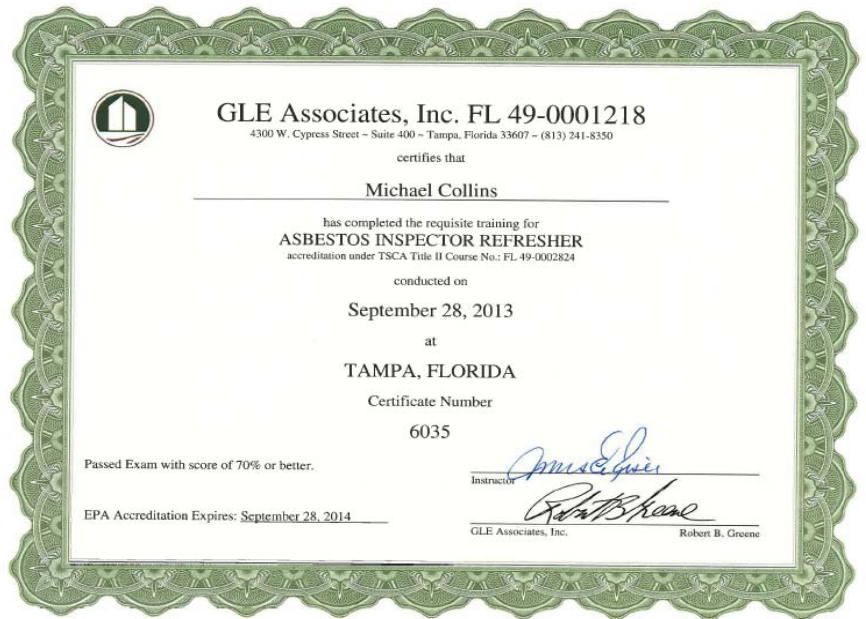 GLE Associates, Inc. FL 49-0001218
4300 W. Cypress Street ~ Suite 400 ~ Tampa, Florida 33607 ~ (813) 241-8350
certifies that
Michael Collins
has completed the requisite training for
ASBESTOS INSPECTOR REFRESHER
accreditation under TSCA Title II Course No.: FL 49-0002824
conducted on
September 28, 2013
at
TAMPA, FLORIDA
Certificate Number
6035
Passed Exam with score of 70% or better.
Instructor
EPA Accreditation Expires: September 28, 2014
Robert B Greene
GLE Associates, Inc. Robert B. Greene